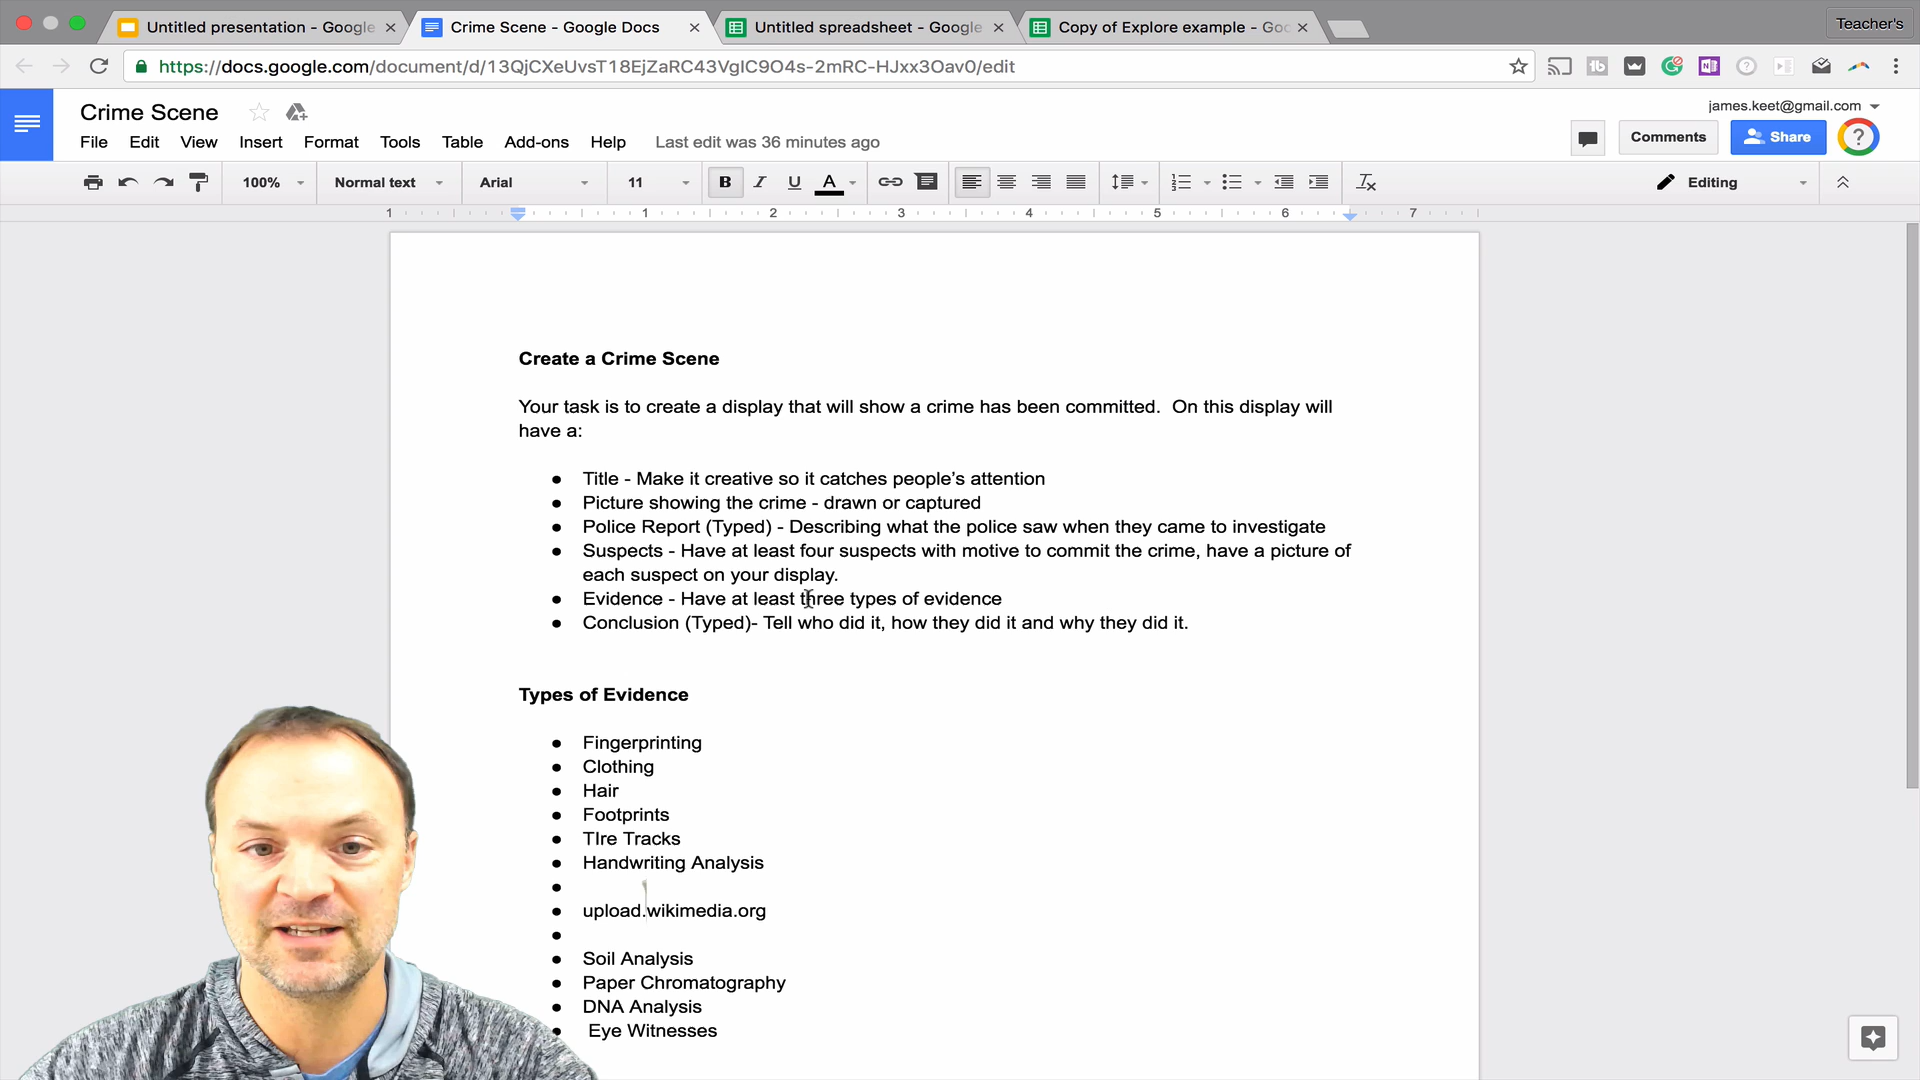 Untitled presentation - Google
Crime Scene - Google Docs
Untitled spreadsheet - Google
Copy of Explore example - Goo
Teacher's
https://docs.google.com/document/d/13QjCXeUvsT18EjZaRC43VgIC9O4s-2mRC-HJxx3Oav0/edit
Crime Scene
james.keet@gmail.com
File Edit View Insert Format Tools Table Add-ons Help Last edit was 36 minutes ago
Comments
Share
100% Normal text Arial 11 B I U A Editing
1 1 2 3 4 5 6 7
Create a Crime Scene
Your task is to create a display that will show a crime has been committed.  On this display will
have a:
● Title - Make it creative so it catches people's attention
● Picture showing the crime - drawn or captured
● Police Report (Typed) - Describing what the police saw when they came to investigate
● Suspects - Have at least four suspects with motive to commit the crime, have a picture of
each suspect on your display.
● Evidence - Have at least three types of evidence
● Conclusion (Typed)- Tell who did it, how they did it and why they did it.
Types of Evidence
● Fingerprinting
● Clothing
● Hair
● Footprints
● TIre Tracks
● Handwriting Analysis
●
● upload.wikimedia.org
●
● Soil Analysis
● Paper Chromatography
● DNA Analysis
● Eye Witnesses